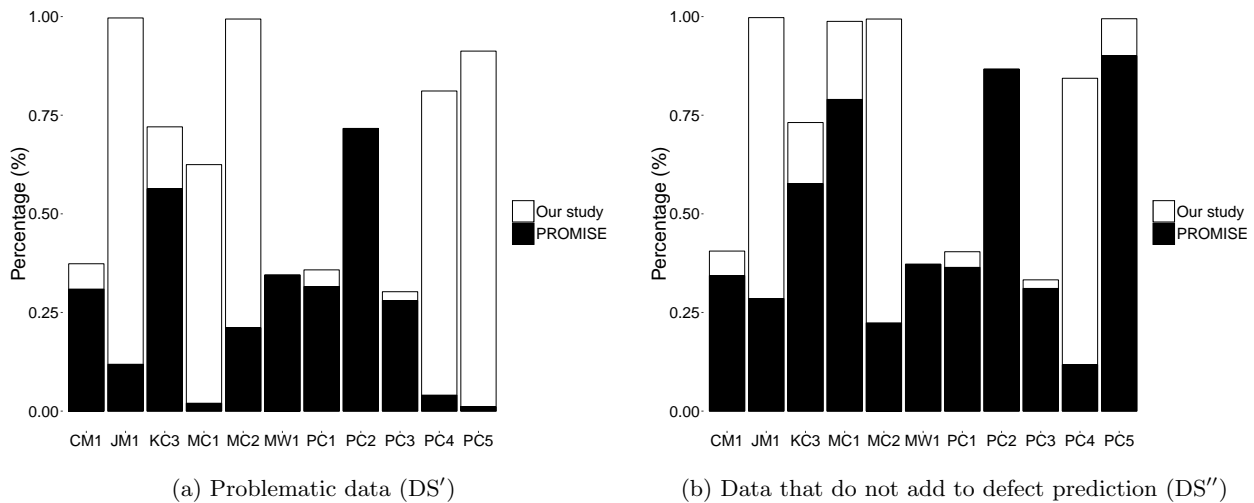 1.00
0.75
0.50
0.25
0.00
Percentage (%)
CM1 JM1 KC3 MC1 MC2 MW1 PC1 PC2 PC3 PC4 PC5
Our study
PROMISE
(a) Problematic data (DS′)
1.00
0.75
0.50
0.25
0.00
Percentage (%)
CM1 JM1 KC3 MC1 MC2 MW1 PC1 PC2 PC3 PC4 PC5
Our study
PROMISE
(b) Data that do not add to defect prediction (DS′′)